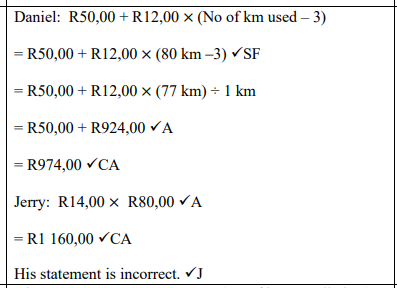 Daniel: R50,00 + R12,00 × (No of km used – 3)
= R50,00 + R12,00 × (80 km –3) ✓SF
= R50,00 + R12,00 × (77 km) ÷ 1 km
= R50,00 + R924,00 ✓A
= R974,00 ✓CA
Jerry: R14,00 × R80,00 ✓A
= R1 160,00 ✓CA
His statement is incorrect. ✓J